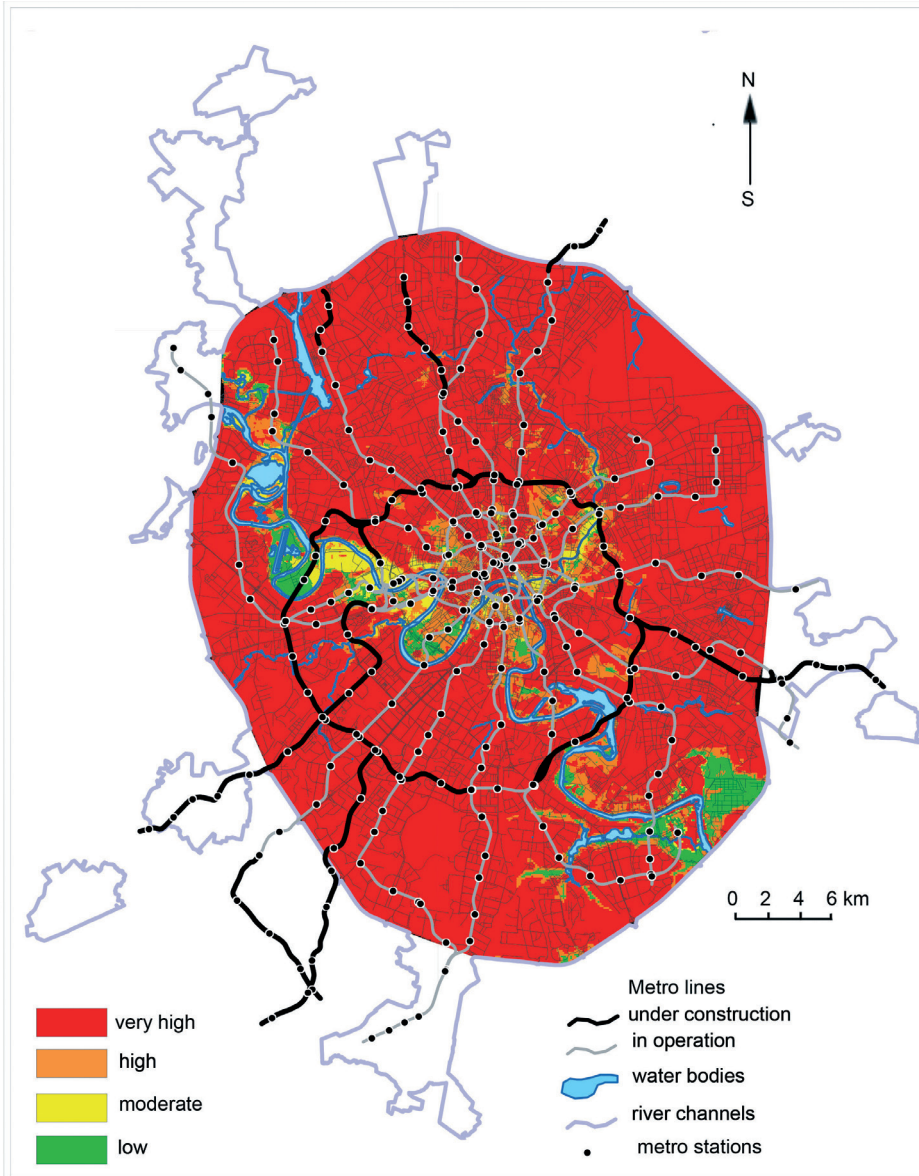 N
S
0 2 4 6 km
very high
high
moderate
low
Metro lines
under construction
in operation
water bodies
river channels
metro stations